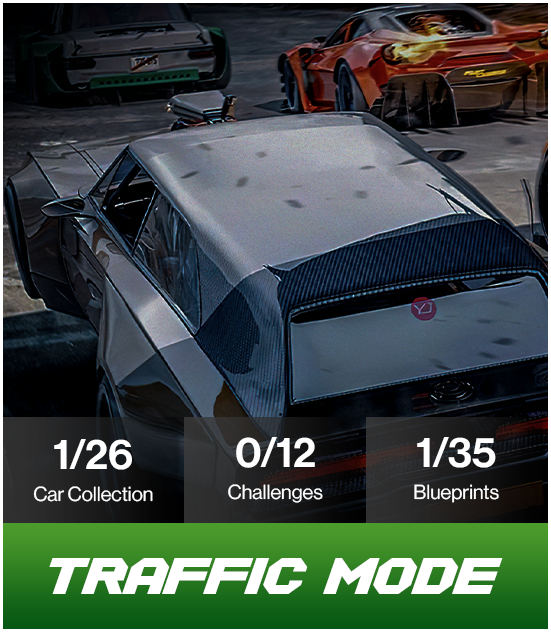 1/26
Car Collection
0/12
Challenges
1/35
Blueprints
TRAFFIC MODE